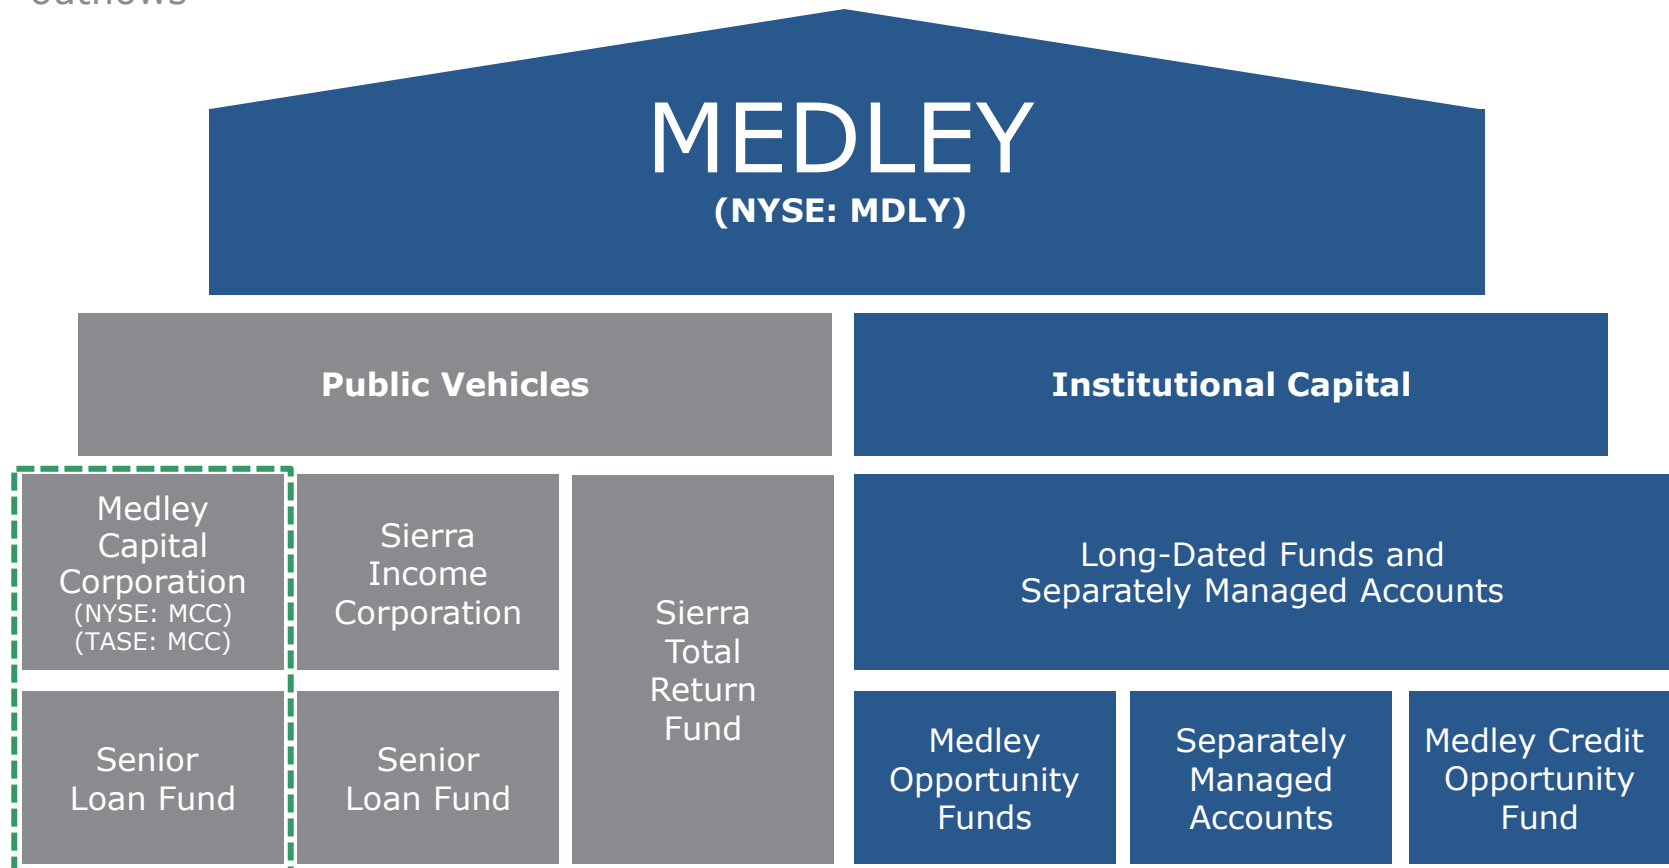 MEDLEY
(NYSE: MDLY)
Public Vehicles
Institutional Capital
Medley
Capital
Corporation
(NYSE: MCC)
(TASE: MCC)
Sierra
Income
Corporation
Sierra
Total
Return
Fund
Long-Dated Funds and
Separately Managed Accounts
Senior
Loan Fund
Senior
Loan Fund
Medley
Opportunity
Funds
Separately
Managed
Accounts
Medley Credit
Opportunity
Fund